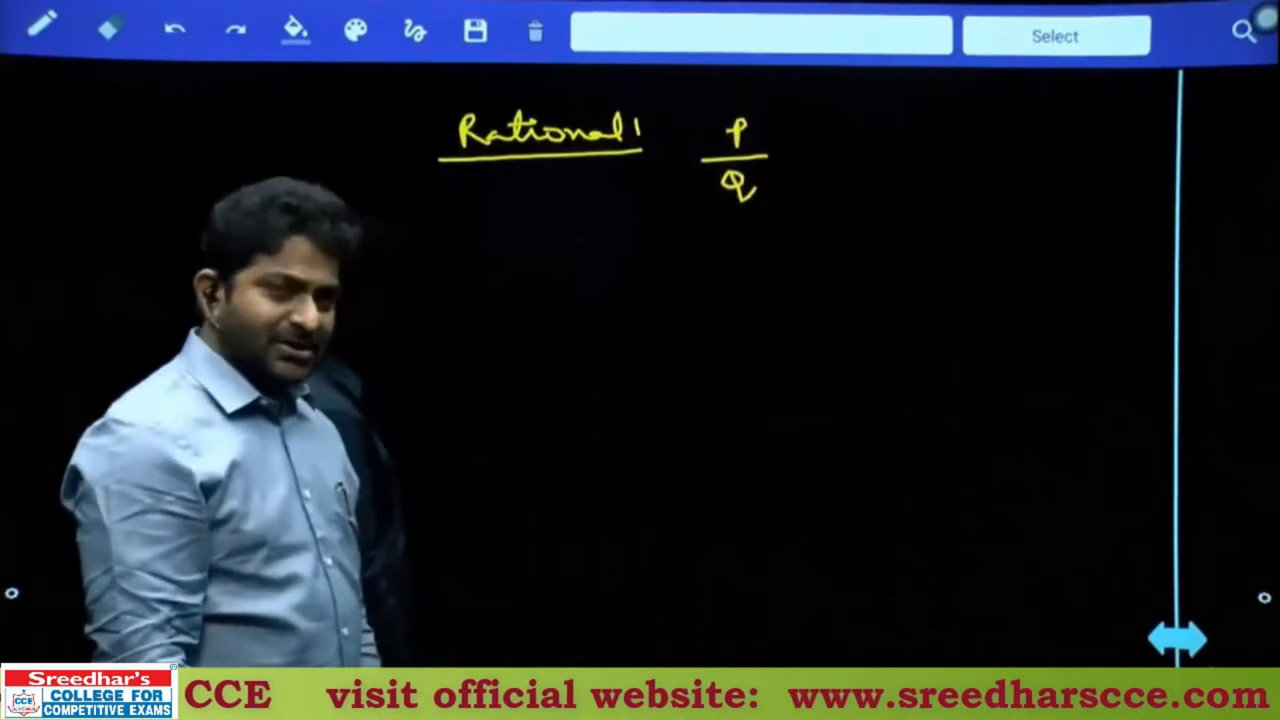 Select
Rational
P
Q
Sreedhar's
CCE
COLLEGE FOR
COMPETITIVE EXAMS
CCE visit official website: www.sreedharscce.com